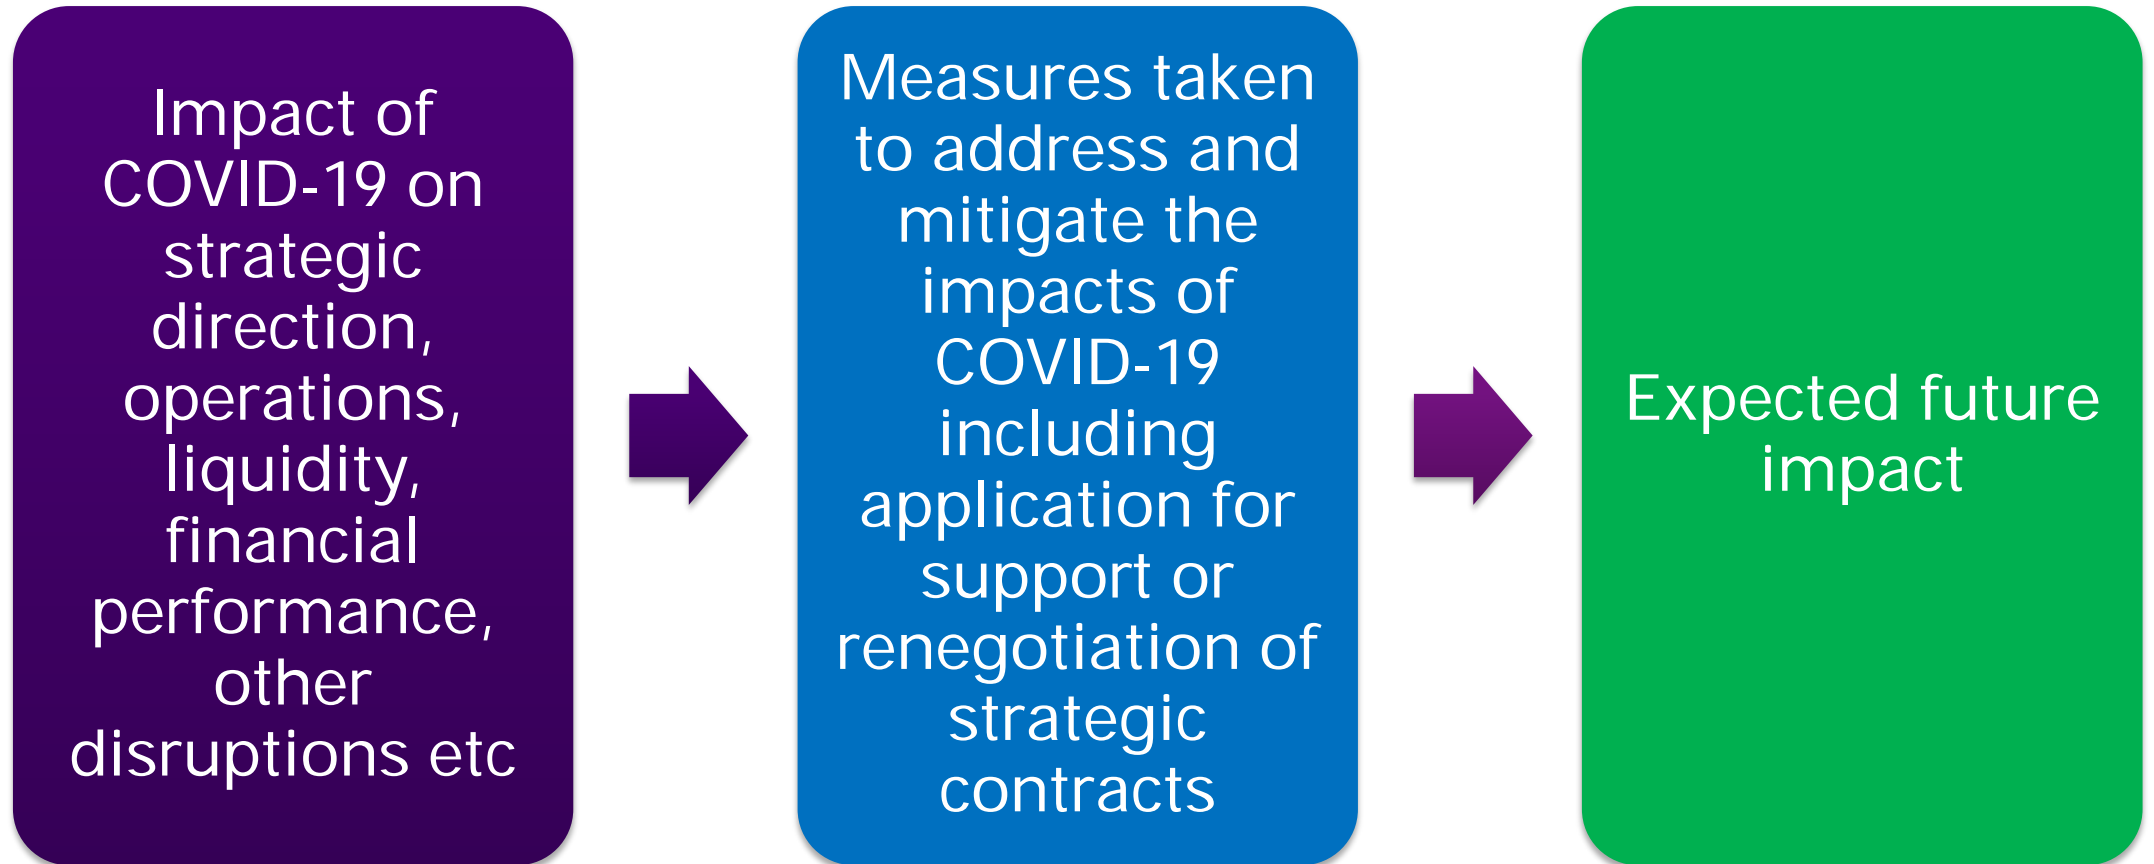 Impact of
COVID-19 on
strategic
direction,
operations,
liquidity,
financial
performance,
other
disruptions etc
Measures taken
to address and
mitigate the
impacts of
COVID-19
including
application for
support or
renegotiation of
strategic
contracts
Expected future
impact